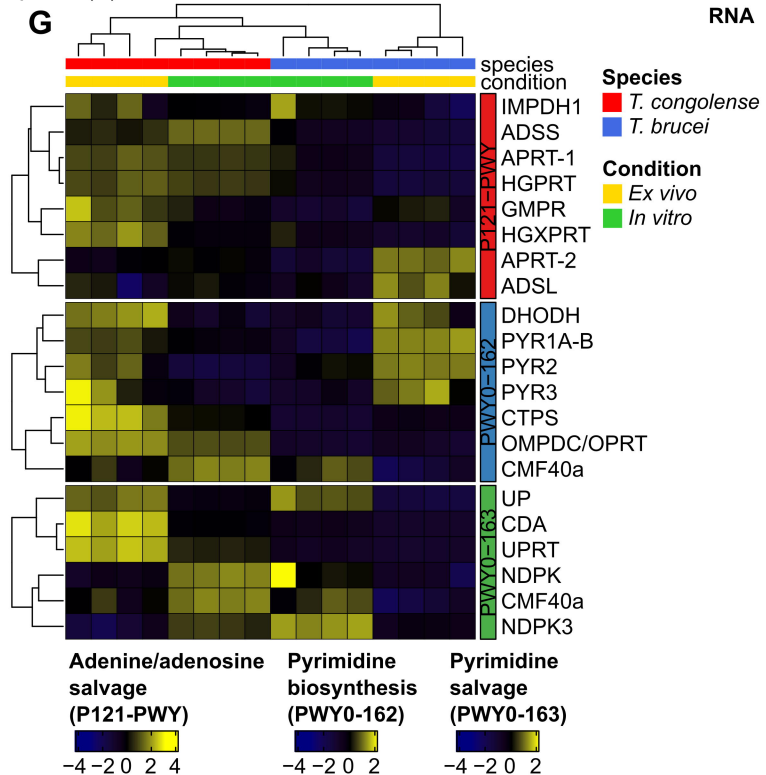 G
RNA
species
condition
Species
T. congolense
T. brucei
Condition
Ex vivo
In vitro
P121-PWY
IMPDH1
ADSS
APRT-1
HGPRT
GMPR
HGXPRT
APRT-2
ADSL
PWY0-162
DHODH
PYR1A-B
PYR2
PYR3
CTPS
OMPDC/OPRT
CMF40a
PWY0-163
UP
CDA
UPRT
NDPK
CMF40a
NDPK3
Adenine/adenosine
salvage
(P121-PWY)
−4 −2 0 2 4
Pyrimidine
biosynthesis
(PWY0-162)
−4 −2 0 2
Pyrimidine
salvage
(PWY0-163)
−4 −2 0 2